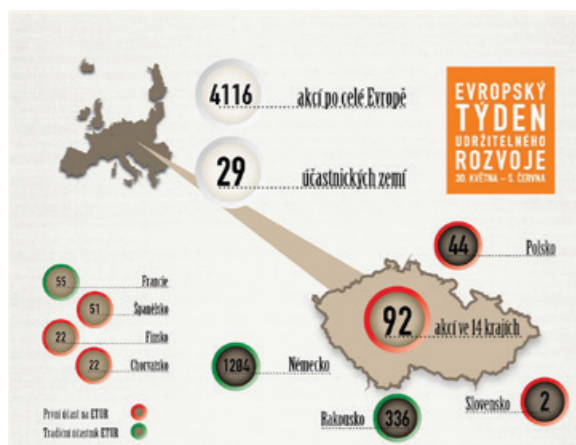 4116 akcí po celé Evropě
29 účastnických zemí
EVROPSKÝ
TÝDEN
UDRŽITELNÉHO
ROZVOJE
30. KVĚTNA – 5. ČERVNA
44 Polsko
55 Francie
51 Španělsko
22 Finsko
22 Chorvatsko
92 akcí ve 14 krajích
1204 Německo
336 Rakousko
2 Slovensko
První účast na ETUR
Tradiční účastník ETUR